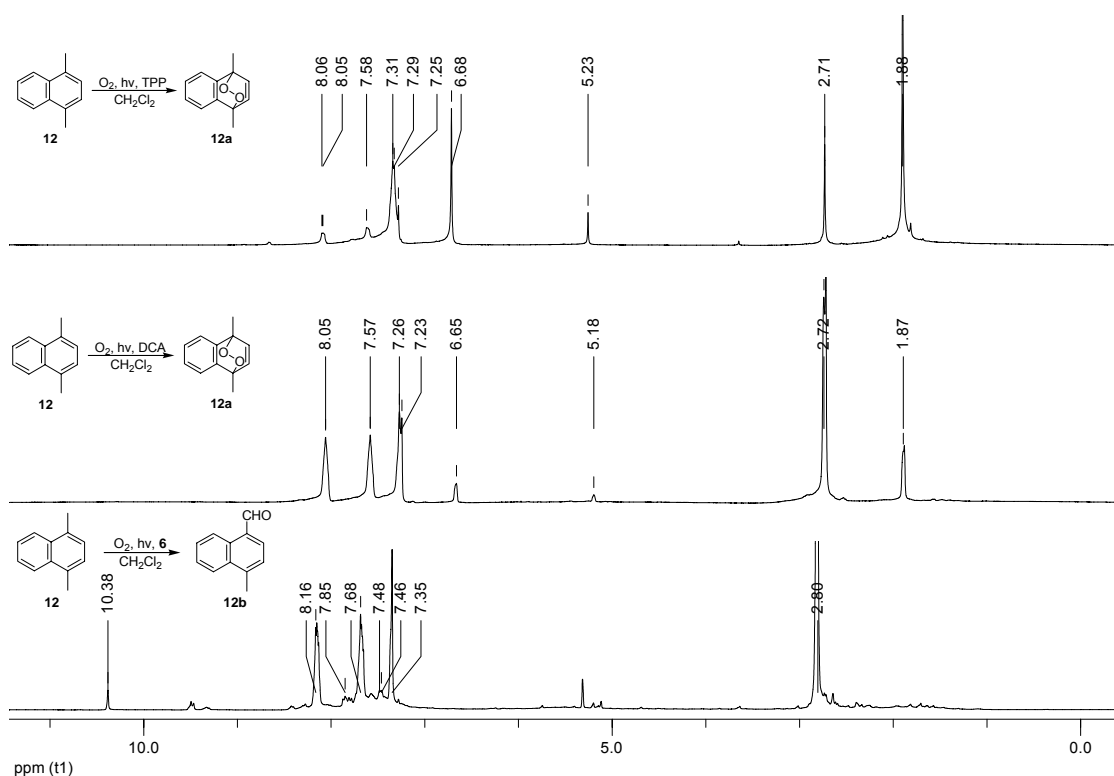 O2, hν, TPP
CH2Cl2
12
12a
O
O
8.06
8.05
7.58
7.31
7.29
7.25
6.68
5.23
2.71
1.88
O2, hν, DCA
CH2Cl2
12
12a
O
O
8.05
7.57
7.26
7.23
6.65
5.18
2.72
1.87
CHO
O2, hν, 6
CH2Cl2
12
12b
10.38
8.16
7.85
7.68
7.48
7.46
7.35
2.80
10.0
5.0
0.0
ppm (t1)